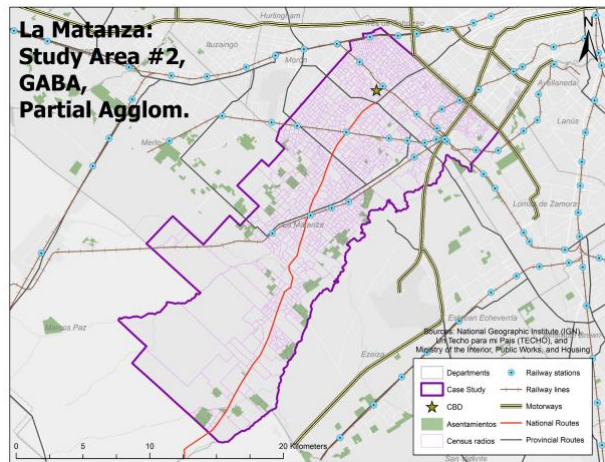 La Matanza:
Study Area #2,
GABA,
Partial Agglom.
Hurlingham
Ituzaingó
Morón
Avellaneda
Lanús
Merlo
La Matanza
Lomas de Zamora
Marcos Paz
Esteban Echeverría
Ezeiza
San Vicente
N
Sources: National Geographic Institute (IGN),
Un Techo para mi País (TECHO), and
Ministry of the Interior, Public Works, and Housing
Departments
Case Study
CBD
Asentamientos
Census radios
Railway stations
Railway lines
Motorways
National Routes
Provincial Routes
0 5 10 20 Kilometers